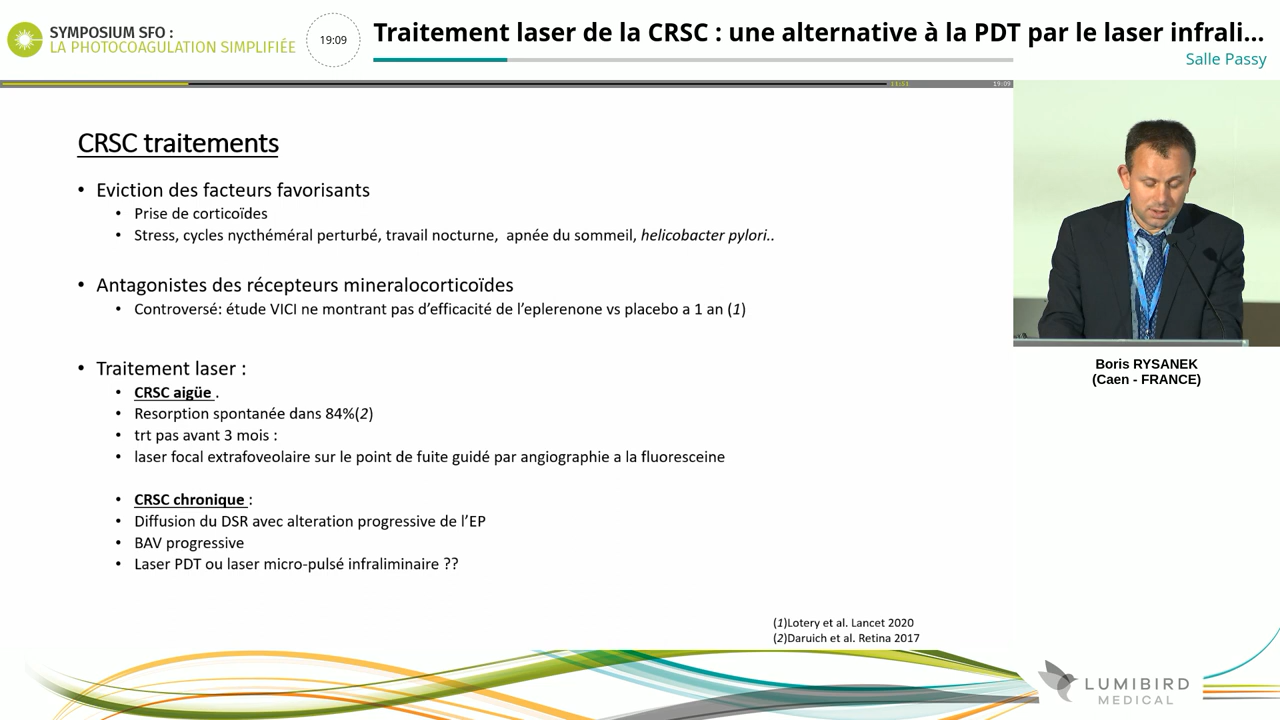 SYMPOSIUM SFO :
LA PHOTOCOAGULATION SIMPLIFIÉE
19:09
Traitement laser de la CRSC : une alternative à la PDT par le laser infrali...
Salle Passy
19:09
CRSC traitements
• Eviction des facteurs favorisants
• Prise de corticoïdes
• Stress, cycles nycthéméral perturbé, travail nocturne, apnée du sommeil, helicobacter pylori..
• Antagonistes des récepteurs mineralocorticoïdes
• Controversé: étude VICI ne montrant pas d'efficacité de l'eplerenone vs placebo a 1 an (1)
• Traitement laser :
• CRSC aigüe .
• Resorption spontanée dans 84%(2)
• trt pas avant 3 mois :
• laser focal extrafoveolaire sur le point de fuite guidé par angiographie a la fluoresceine
• CRSC chronique :
• Diffusion du DSR avec alteration progressive de l'EP
• BAV progressive
• Laser PDT ou laser micro-pulsé infraliminaire ??
(1)Lotery et al. Lancet 2020
(2)Daruich et al. Retina 2017
Boris RYSANEK
(Caen - FRANCE)
LUMIBIRD
MEDICAL